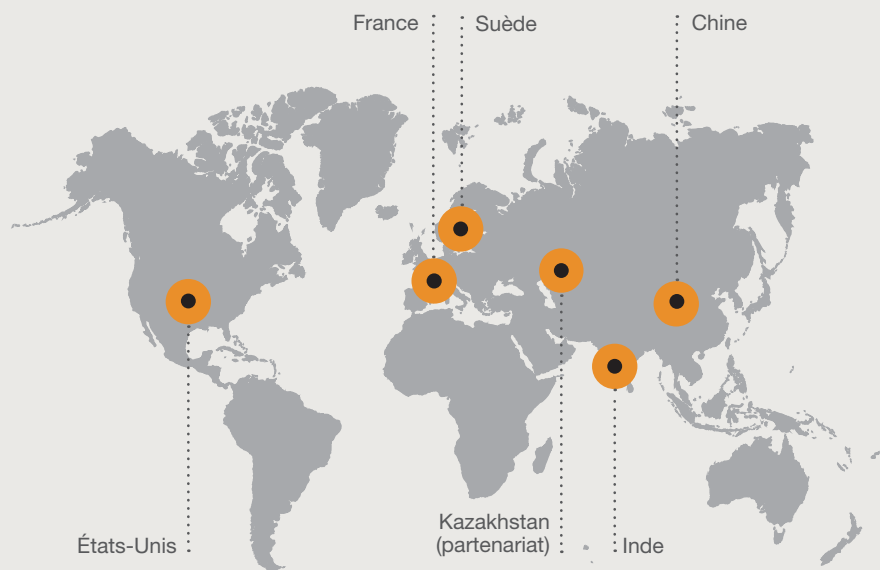 France
Suède
Chine
Kazakhstan
(partenariat)
États-Unis
Inde